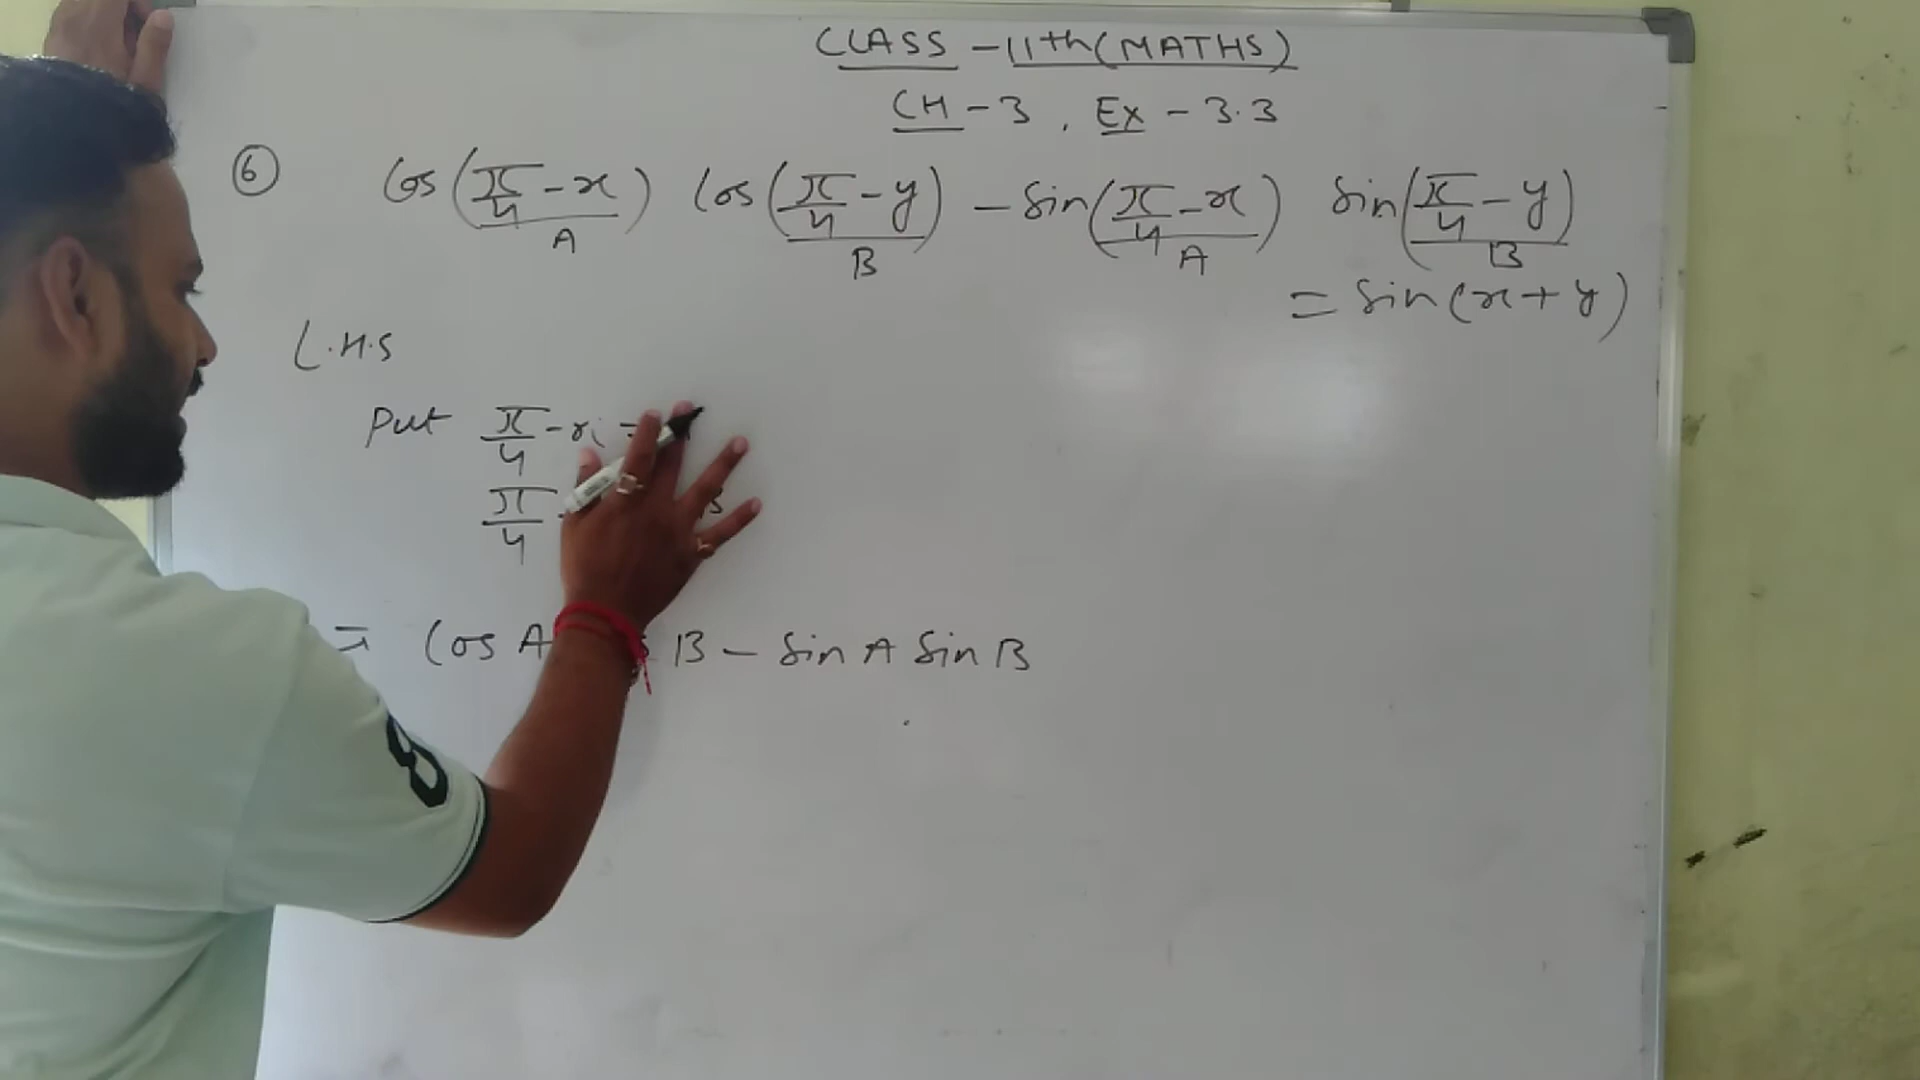 CLASS - 11th (MATHS)
CH - 3 , Ex - 3.3
6 Cos(π/4 - x) Cos(π/4 - y) - Sin(π/4 - x) Sin(π/4 - y)
A B A B
= Sin(x + y)
L.H.S
Put π/4 - x =
π/4 - B
= Cos A B - Sin A Sin B
8